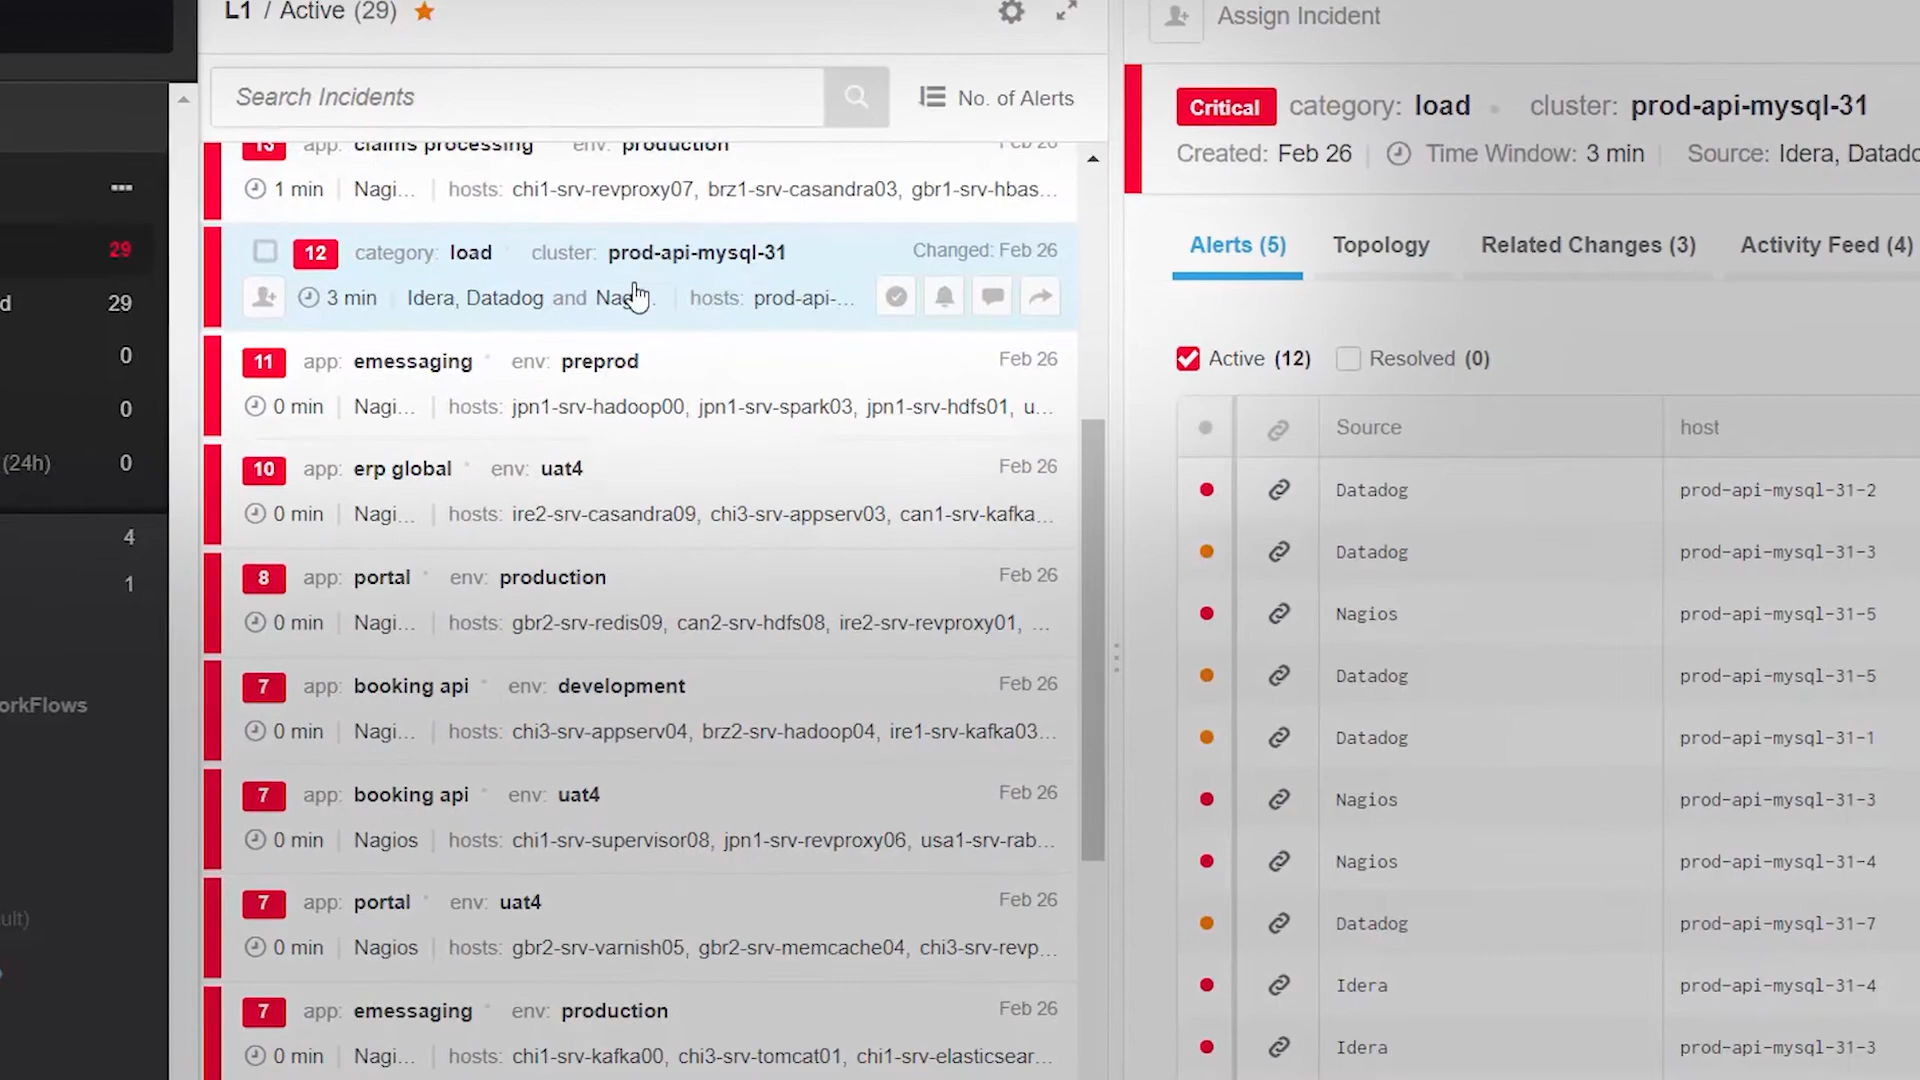 L1 / Active (29)
Search Incidents
No. of Alerts
13 app: claims processing env: production Feb 26
1 min Nagi... hosts: chi1-srv-revproxy07, brz1-srv-casandra03, gbr1-srv-hbas...
12 category: load cluster: prod-api-mysql-31 Changed: Feb 26
3 min Idera, Datadog and hosts: prod-api-...
11 app: emessaging env: preprod Feb 26
0 min Nagi... hosts: jpn1-srv-hadoop00, jpn1-srv-spark03, jpn1-srv-hdfs01, u...
10 app: erp global env: uat4 Feb 26
0 min Nagi... hosts: ire2-srv-casandra09, chi3-srv-appserv03, can1-srv-kafka...
8 app: portal env: production Feb 26
0 min Nagi... hosts: gbr2-srv-redis09, can2-srv-hdfs08, ire2-srv-revproxy01, ...
7 app: booking api env: development Feb 26
0 min Nagi... hosts: chi3-srv-appserv04, brz2-srv-hadoop04, ire1-srv-kafka03...
7 app: booking api env: uat4 Feb 26
0 min Nagios hosts: chi1-srv-supervisor08, jpn1-srv-revproxy06, usa1-srv-rab...
7 app: portal env: uat4 Feb 26
0 min Nagios hosts: gbr2-srv-varnish05, gbr2-srv-memcache04, chi3-srv-revp...
7 app: emessaging env: production Feb 26
0 min Nagi... hosts: chi1-srv-kafka00, chi3-srv-tomcat01, chi1-srv-elasticsear...
29
d 29
0
0
(24h) 0
4
1
orkFlows
ult)
Assign Incident
Critical category: load cluster: prod-api-mysql-31
Created: Feb 26 Time Window: 3 min Source: Idera, Datado
Alerts (5) Topology Related Changes (3) Activity Feed (4)
Active (12) Resolved (0)
Source host
Datadog prod-api-mysql-31-2
Datadog prod-api-mysql-31-3
Nagios prod-api-mysql-31-5
Datadog prod-api-mysql-31-5
Datadog prod-api-mysql-31-1
Nagios prod-api-mysql-31-3
Nagios prod-api-mysql-31-4
Datadog prod-api-mysql-31-7
Idera prod-api-mysql-31-4
Idera prod-api-mysql-31-3